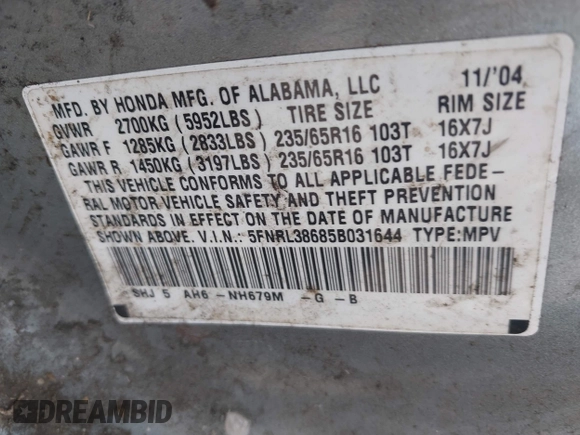 MFD. BY HONDA MFG. OF ALABAMA, LLC 11/'04
GVWR 2700KG (5952LBS) TIRE SIZE RIM SIZE
GAWR F 1285KG (2833LBS) 235/65R16 103T 16X7J
GAWR R 1450KG (3197LBS) 235/65R16 103T 16X7J
THIS VEHICLE CONFORMS TO ALL APPLICABLE FEDE-
RAL MOTOR VEHICLE SAFETY AND THEFT PREVENTION
STANDARDS IN EFFECT ON THE DATE OF MANUFACTURE
SHOWN ABOVE. V.I.N.: 5FNRL38685B031644 TYPE:MPV
SHJ 5 AH6 - NH679M - G - B
DREAMBID